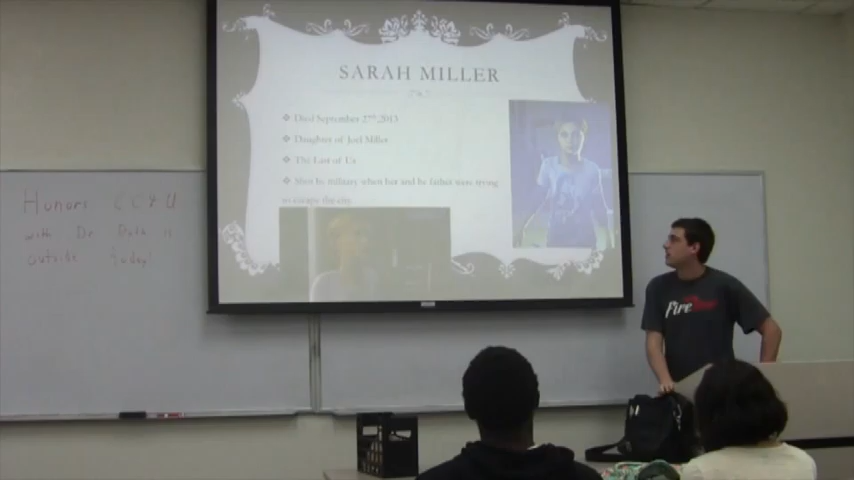 SARAH MILLER
❖ Died September 27th, 2013
❖ Daughter of Joel Miller
❖ The Last of Us
❖ Shot by military when her and he father were trying
to escape the city
Honors
with Dr
outside today
fire